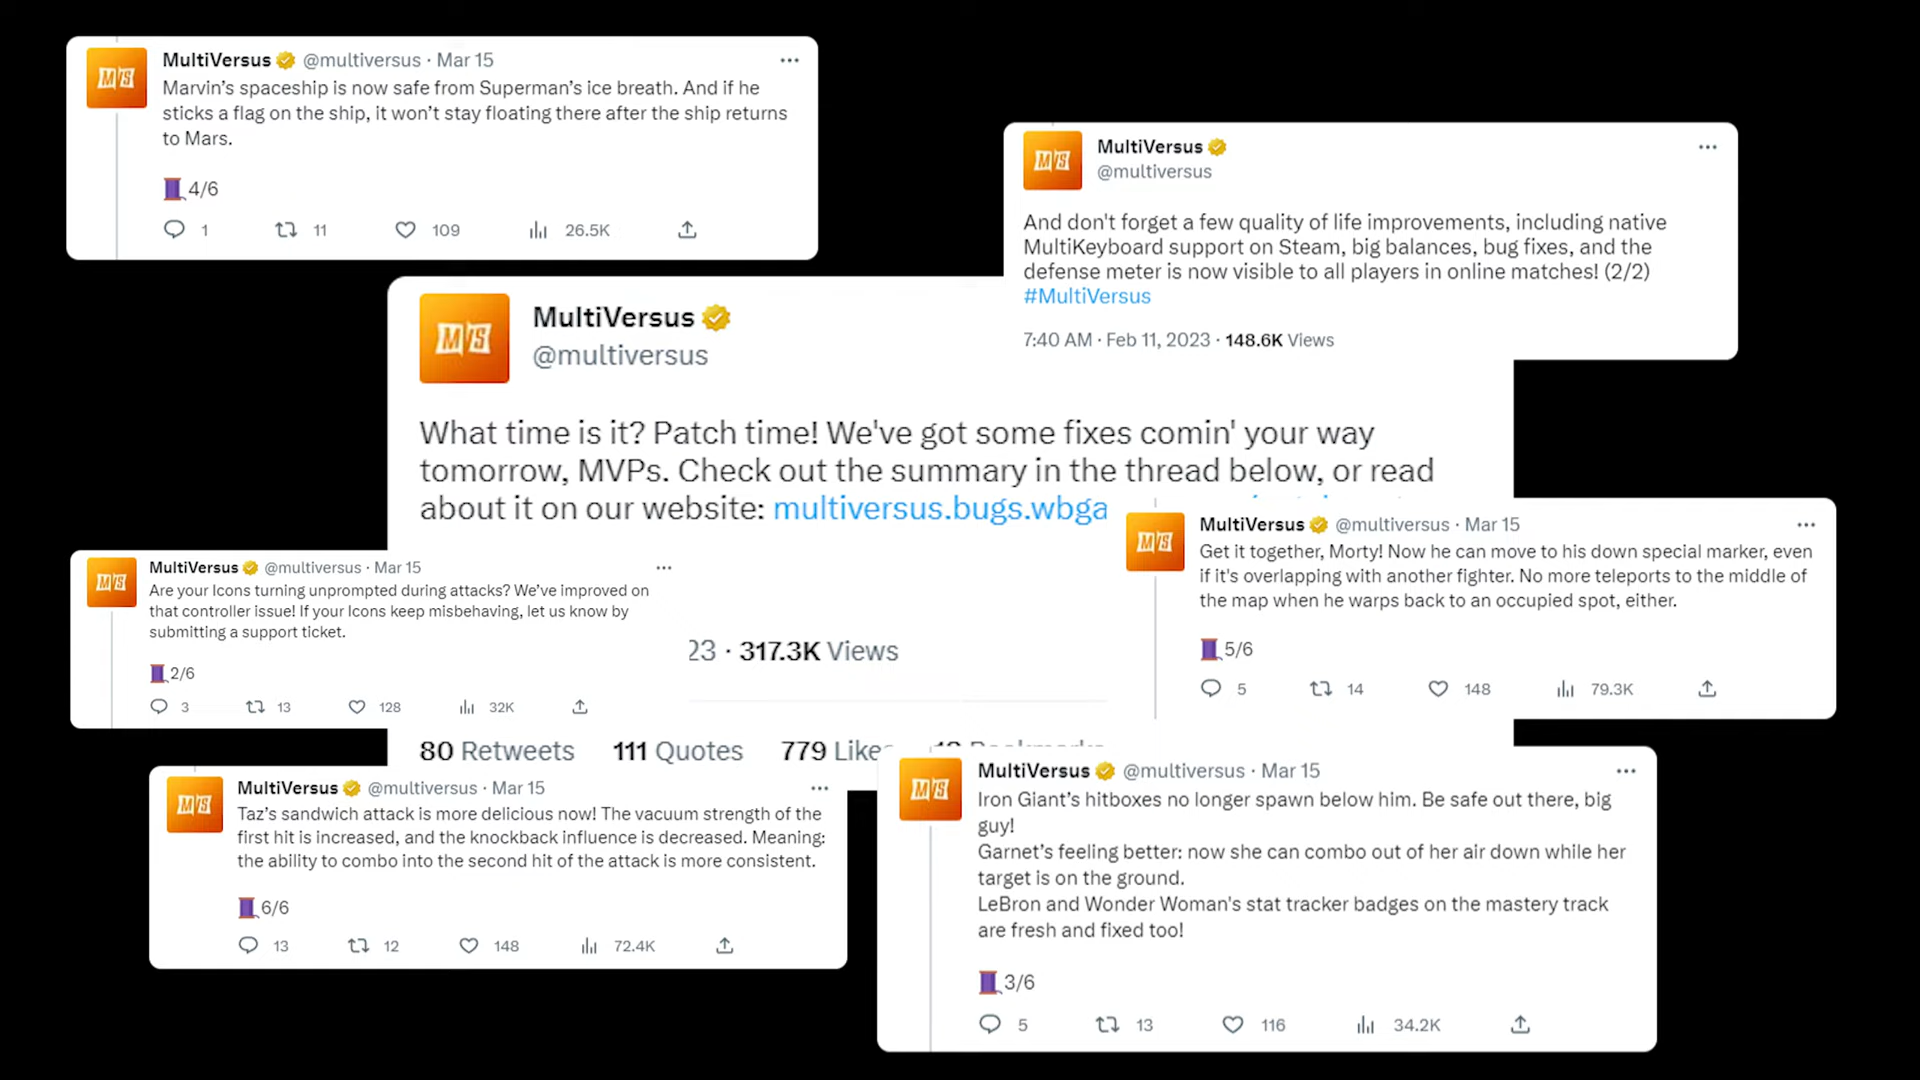 MultiVersus @multiversus · Mar 15
Marvin's spaceship is now safe from Superman's ice breath. And if he
sticks a flag on the ship, it won't stay floating there after the ship returns
to Mars.
4/6
1 11 109 26.5K
MultiVersus
@multiversus
And don't forget a few quality of life improvements, including native
MultiKeyboard support on Steam, big balances, bug fixes, and the
defense meter is now visible to all players in online matches! (2/2)
#MultiVersus
7:40 AM · Feb 11, 2023 · 148.6K Views
MultiVersus
@multiversus
What time is it? Patch time! We've got some fixes comin' your way
tomorrow, MVPs. Check out the summary in the thread below, or read
about it on our website: multiversus.bugs.wbga
23 · 317.3K Views
80 Retweets 111 Quotes 779 Likes
MultiVersus @multiversus · Mar 15
Get it together, Morty! Now he can move to his down special marker, even
if it's overlapping with another fighter. No more teleports to the middle of
the map when he warps back to an occupied spot, either.
5/6
5 14 148 79.3K
MultiVersus @multiversus · Mar 15
Are your Icons turning unprompted during attacks? We've improved on
that controller issue! If your Icons keep misbehaving, let us know by
submitting a support ticket.
2/6
3 13 128 32K
MultiVersus @multiversus · Mar 15
Taz's sandwich attack is more delicious now! The vacuum strength of the
first hit is increased, and the knockback influence is decreased. Meaning:
the ability to combo into the second hit of the attack is more consistent.
6/6
13 12 148 72.4K
MultiVersus @multiversus · Mar 15
Iron Giant's hitboxes no longer spawn below him. Be safe out there, big
guy!
Garnet's feeling better: now she can combo out of her air down while her
target is on the ground.
LeBron and Wonder Woman's stat tracker badges on the mastery track
are fresh and fixed too!
3/6
5 13 116 34.2K